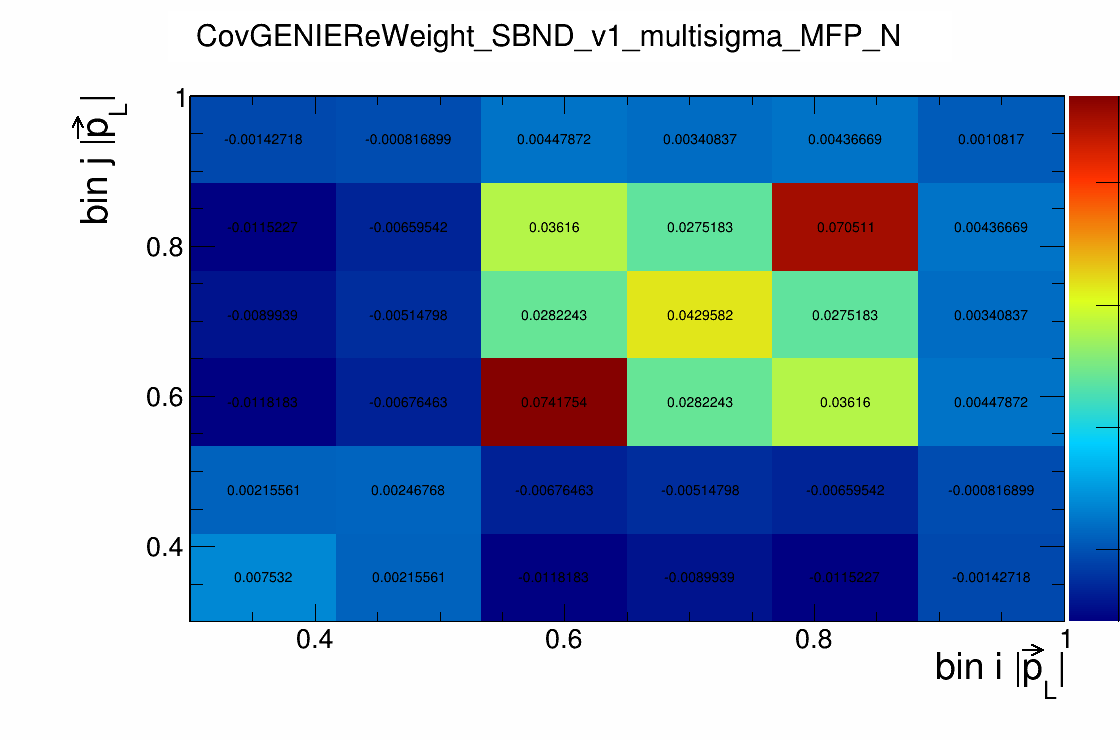 CovGENIEReWeight_SBND_v1_multisigma_MFP_N
bin j |p⃗_L|
1
-0.00142718 -0.000816899 0.00447872 0.00340837 0.00436669 0.0010817
-0.0115227 -0.00659542 0.03616 0.0275183 0.070511 0.00436669
0.8
-0.0089939 -0.00514798 0.0282243 0.0429582 0.0275183 0.00340837
0.6
-0.0118183 -0.00676463 0.0741754 0.0282243 0.03616 0.00447872
0.00215561 0.00246768 -0.00676463 -0.00514798 -0.00659542 -0.000816899
0.4
0.007532 0.00215561 -0.0118183 -0.0089939 -0.0115227 -0.00142718
0.4 0.6 0.8 1
bin i |p⃗_L|